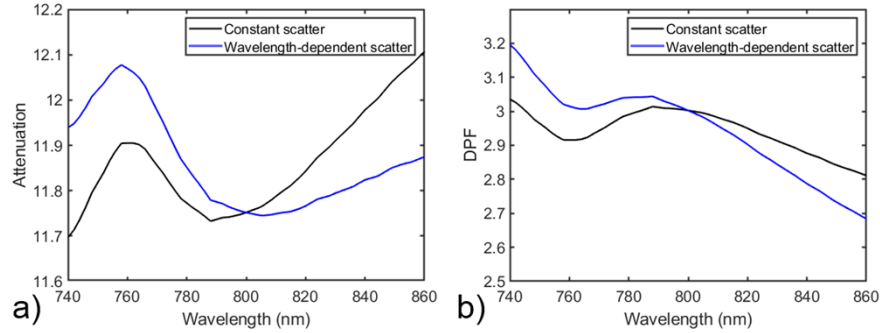 12.2
12.1
12
11.9
11.8
11.7
11.6
Attenuation
Constant scatter
Wavelength-dependent scatter
740 760 780 800 820 840 860
Wavelength (nm)
a)
3.2
3.1
3
2.9
2.8
2.7
2.6
2.5
DPF
Constant scatter
Wavelength-dependent scatter
740 760 780 800 820 840 860
Wavelength (nm)
b)